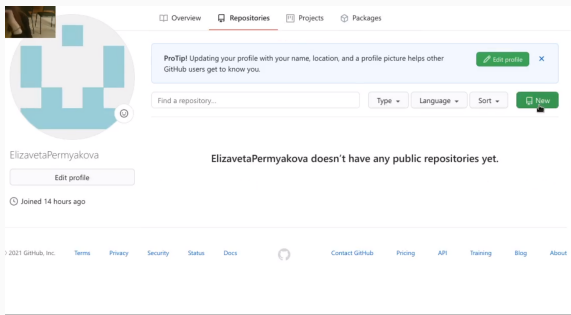 Overview Repositories Projects Packages
ProTip! Updating your profile with your name, location, and a profile picture helps other
GitHub users get to know you.
Edit profile
Find a repository...
Type
Language
Sort
New
ElizavetaPermyakova
Edit profile
Joined 14 hours ago
ElizavetaPermyakova doesn't have any public repositories yet.
2021 GitHub, Inc. Terms Privacy Security Status Docs Contact GitHub Pricing API Training Blog About